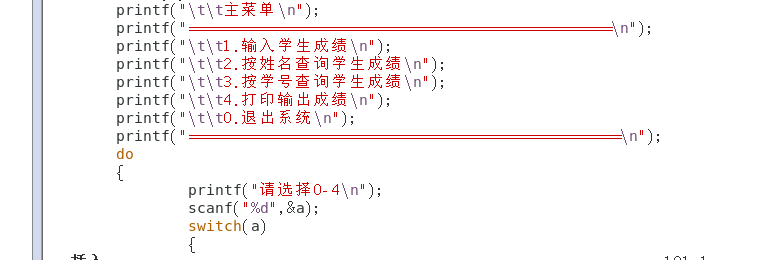 printf("\t\t主菜单\n");
printf("===============================================\n");
printf("\t\t1.输入学生成绩\n");
printf("\t\t2.按姓名查询学生成绩\n");
printf("\t\t3.按学号查询学生成绩\n");
printf("\t\t4.打印输出成绩\n");
printf("\t\t0.退出系统\n");
printf("================================================\n");
do
{
printf("请选择0-4\n");
scanf("%d",&a);
switch(a)
{